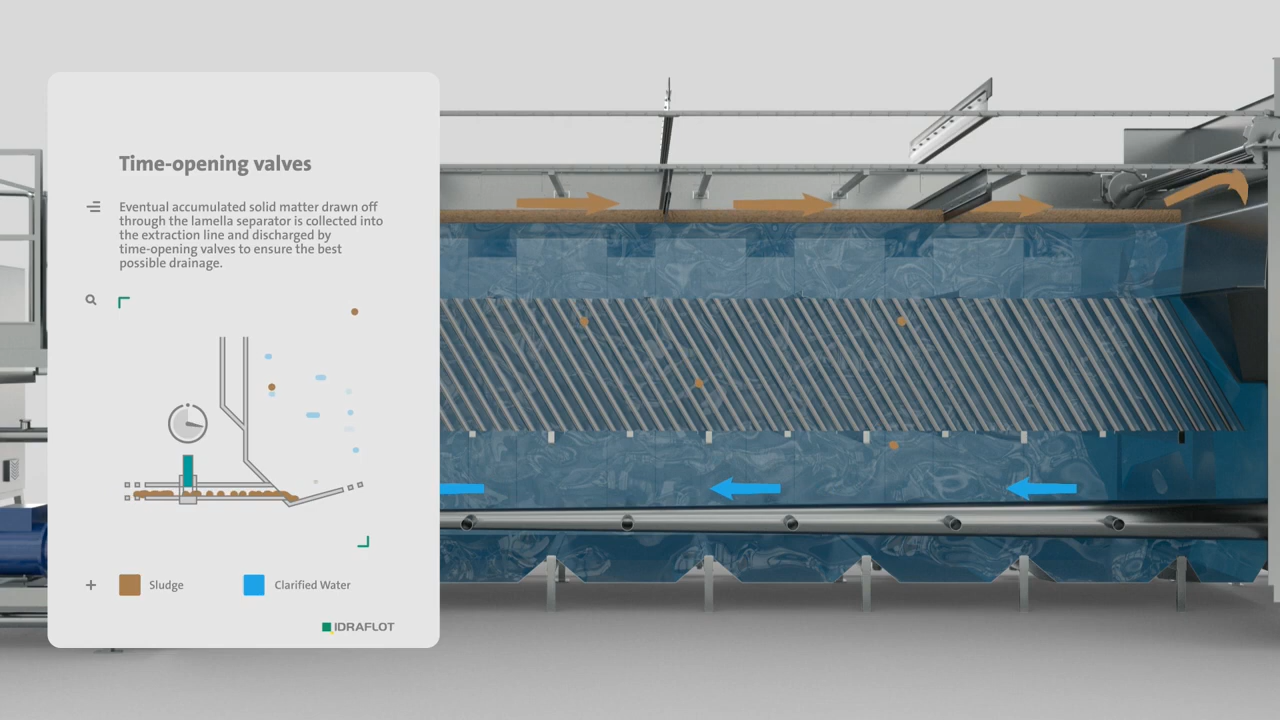 Time-opening valves
Eventual accumulated solid matter drawn off
through the lamella separator is collected into
the extraction line and discharged by
time-opening valves to ensure the best
possible drainage.
Sludge
Clarified Water
IDRAFLOT